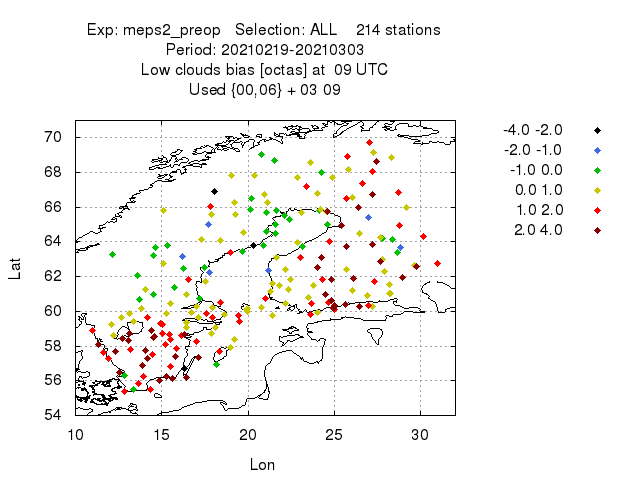 Exp: meps2_preop   Selection: ALL    214 stations
Period: 20210219-20210303
Low clouds bias [octas] at  09 UTC
Used {00,06} + 03 09
-4.0 -2.0
-2.0 -1.0
-1.0 0.0
0.0 1.0
1.0 2.0
2.0 4.0
70
68
66
64
62
60
58
56
54
Lat
10 15 20 25 30
Lon